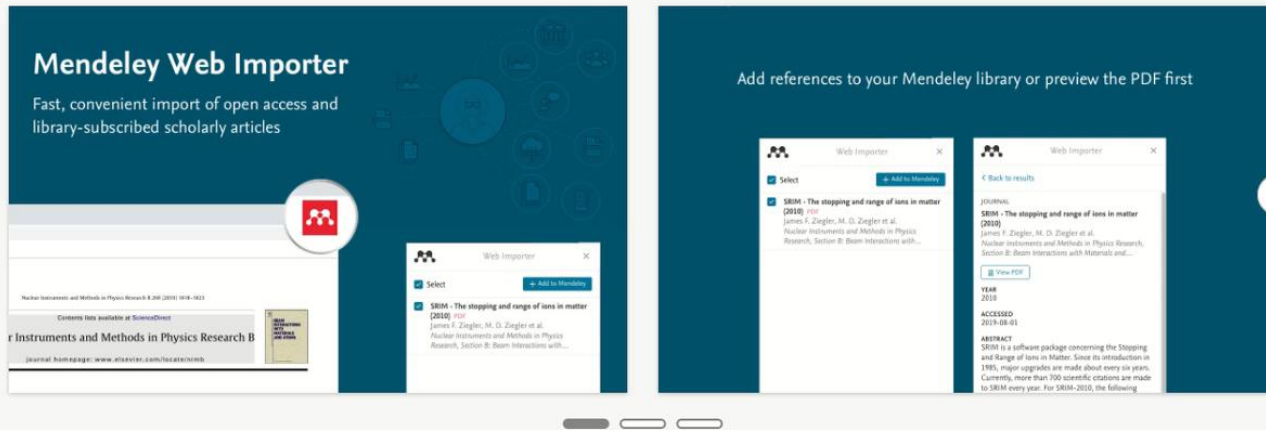 Mendeley Web Importer
Fast, convenient import of open access and
library-subscribed scholarly articles
Nuclear Instruments and Methods in Physics Research B 268 (2010) 1818–1823
Contents lists available at ScienceDirect
r Instruments and Methods in Physics Research B
journal homepage: www.elsevier.com/locate/nimb
BEAM
INTERACTIONS
WITH
MATERIALS
AND ATOMS
Web Importer
Select
+ Add to Mendeley
SRIM - The stopping and range of ions in matter
(2010) PDF
James F. Ziegler, M. D. Ziegler et al.
Nuclear Instruments and Methods in Physics
Research, Section B: Beam Interactions with...
Add references to your Mendeley library or preview the PDF first
Web Importer
Select
+ Add to Mendeley
SRIM - The stopping and range of ions in matter
(2010) PDF
James F. Ziegler, M. D. Ziegler et al.
Nuclear Instruments and Methods in Physics
Research, Section B: Beam Interactions with...
Web Importer
Back to results
JOURNAL
SRIM - The stopping and range of ions in matter
(2010)
James F. Ziegler, M. D. Ziegler et al.
Nuclear Instruments and Methods in Physics Research,
Section B: Beam Interactions with Materials and...
View PDF
YEAR
2010
ACCESSED
2019-08-01
ABSTRACT
SRIM is a software package concerning the Stopping
and Range of Ions in Matter. Since its introduction in
1985, major upgrades are made about every six years.
Currently, more than 700 scientific citations are made
to SRIM every year. For SRIM-2010, the following